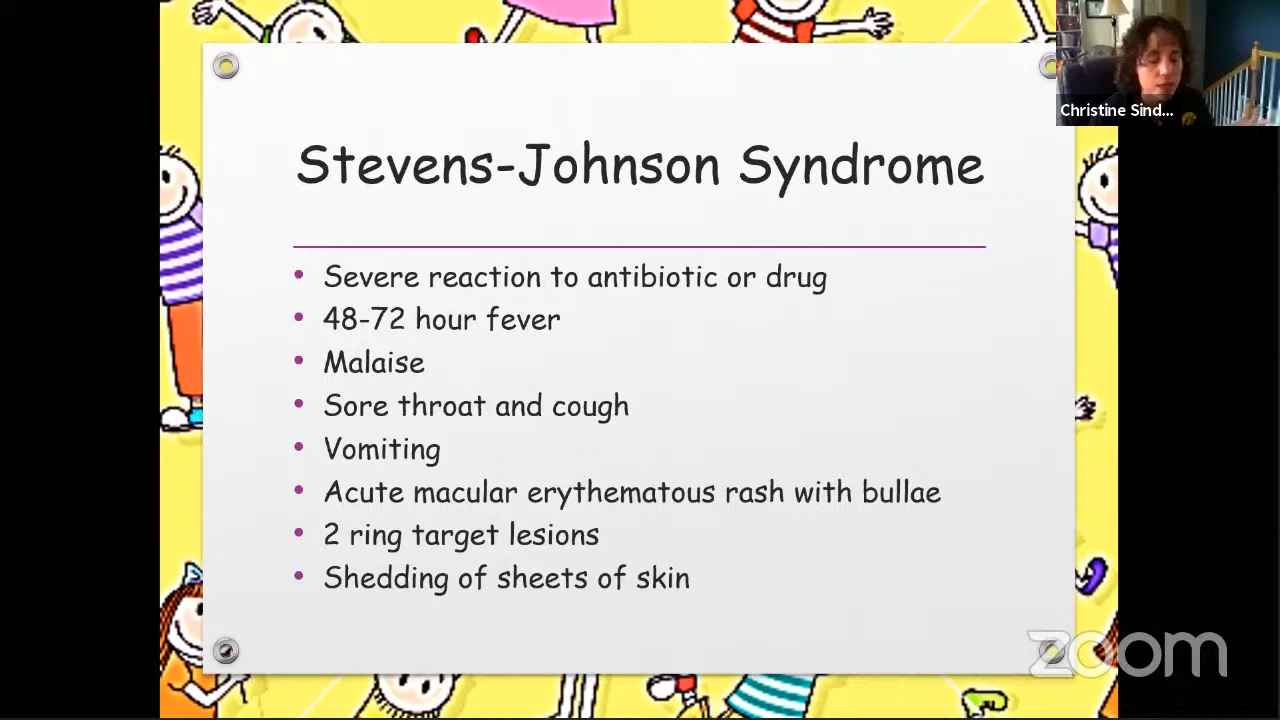 Christine Sind...
Stevens-Johnson Syndrome
• Severe reaction to antibiotic or drug
• 48-72 hour fever
• Malaise
• Sore throat and cough
• Vomiting
• Acute macular erythematous rash with bullae
• 2 ring target lesions
• Shedding of sheets of skin
zoom